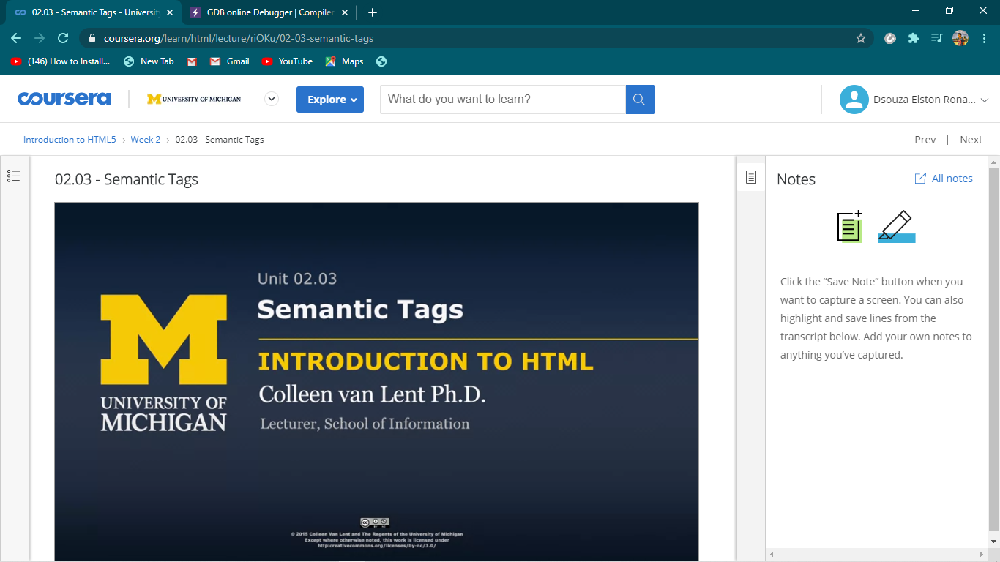 02.03 - Semantic Tags - Universit
GDB online Debugger | Compiler
coursera.org/learn/html/lecture/riOKu/02-03-semantic-tags
(146) How to Install...
New Tab
Gmail
YouTube
Maps
coursera
M UNIVERSITY OF MICHIGAN
Explore
What do you want to learn?
Dsouza Elston Rona...
Introduction to HTML5 > Week 2 > 02.03 - Semantic Tags
Prev | Next
02.03 - Semantic Tags
Unit 02.03
Semantic Tags
INTRODUCTION TO HTML
Colleen van Lent Ph.D.
Lecturer, School of Information
M
UNIVERSITY OF
MICHIGAN
cc
BY NC
© 2015 Colleen Van Lent and The Regents of the University of Michigan
Except where otherwise noted, this work is licensed under
http:creativecommons.org/licenses/by-nc/3.0/
Notes
All notes
Click the “Save Note” button when you
want to capture a screen. You can also
highlight and save lines from the
transcript below. Add your own notes to
anything you’ve captured.